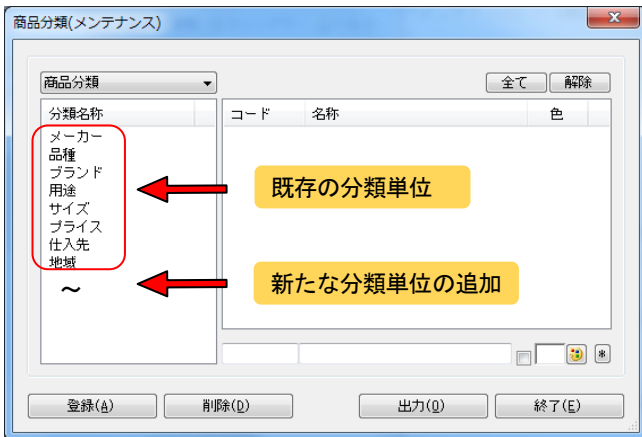 商品分類(メンテナンス)
商品分類
全て
解除
分類名称
コード
名称
色
メーカー
品種
ブランド
用途
サイズ
プライス
仕入先
地域
～
既存の分類単位
新たな分類単位の追加
*
登録(A)
削除(D)
出力(O)
終了(E)